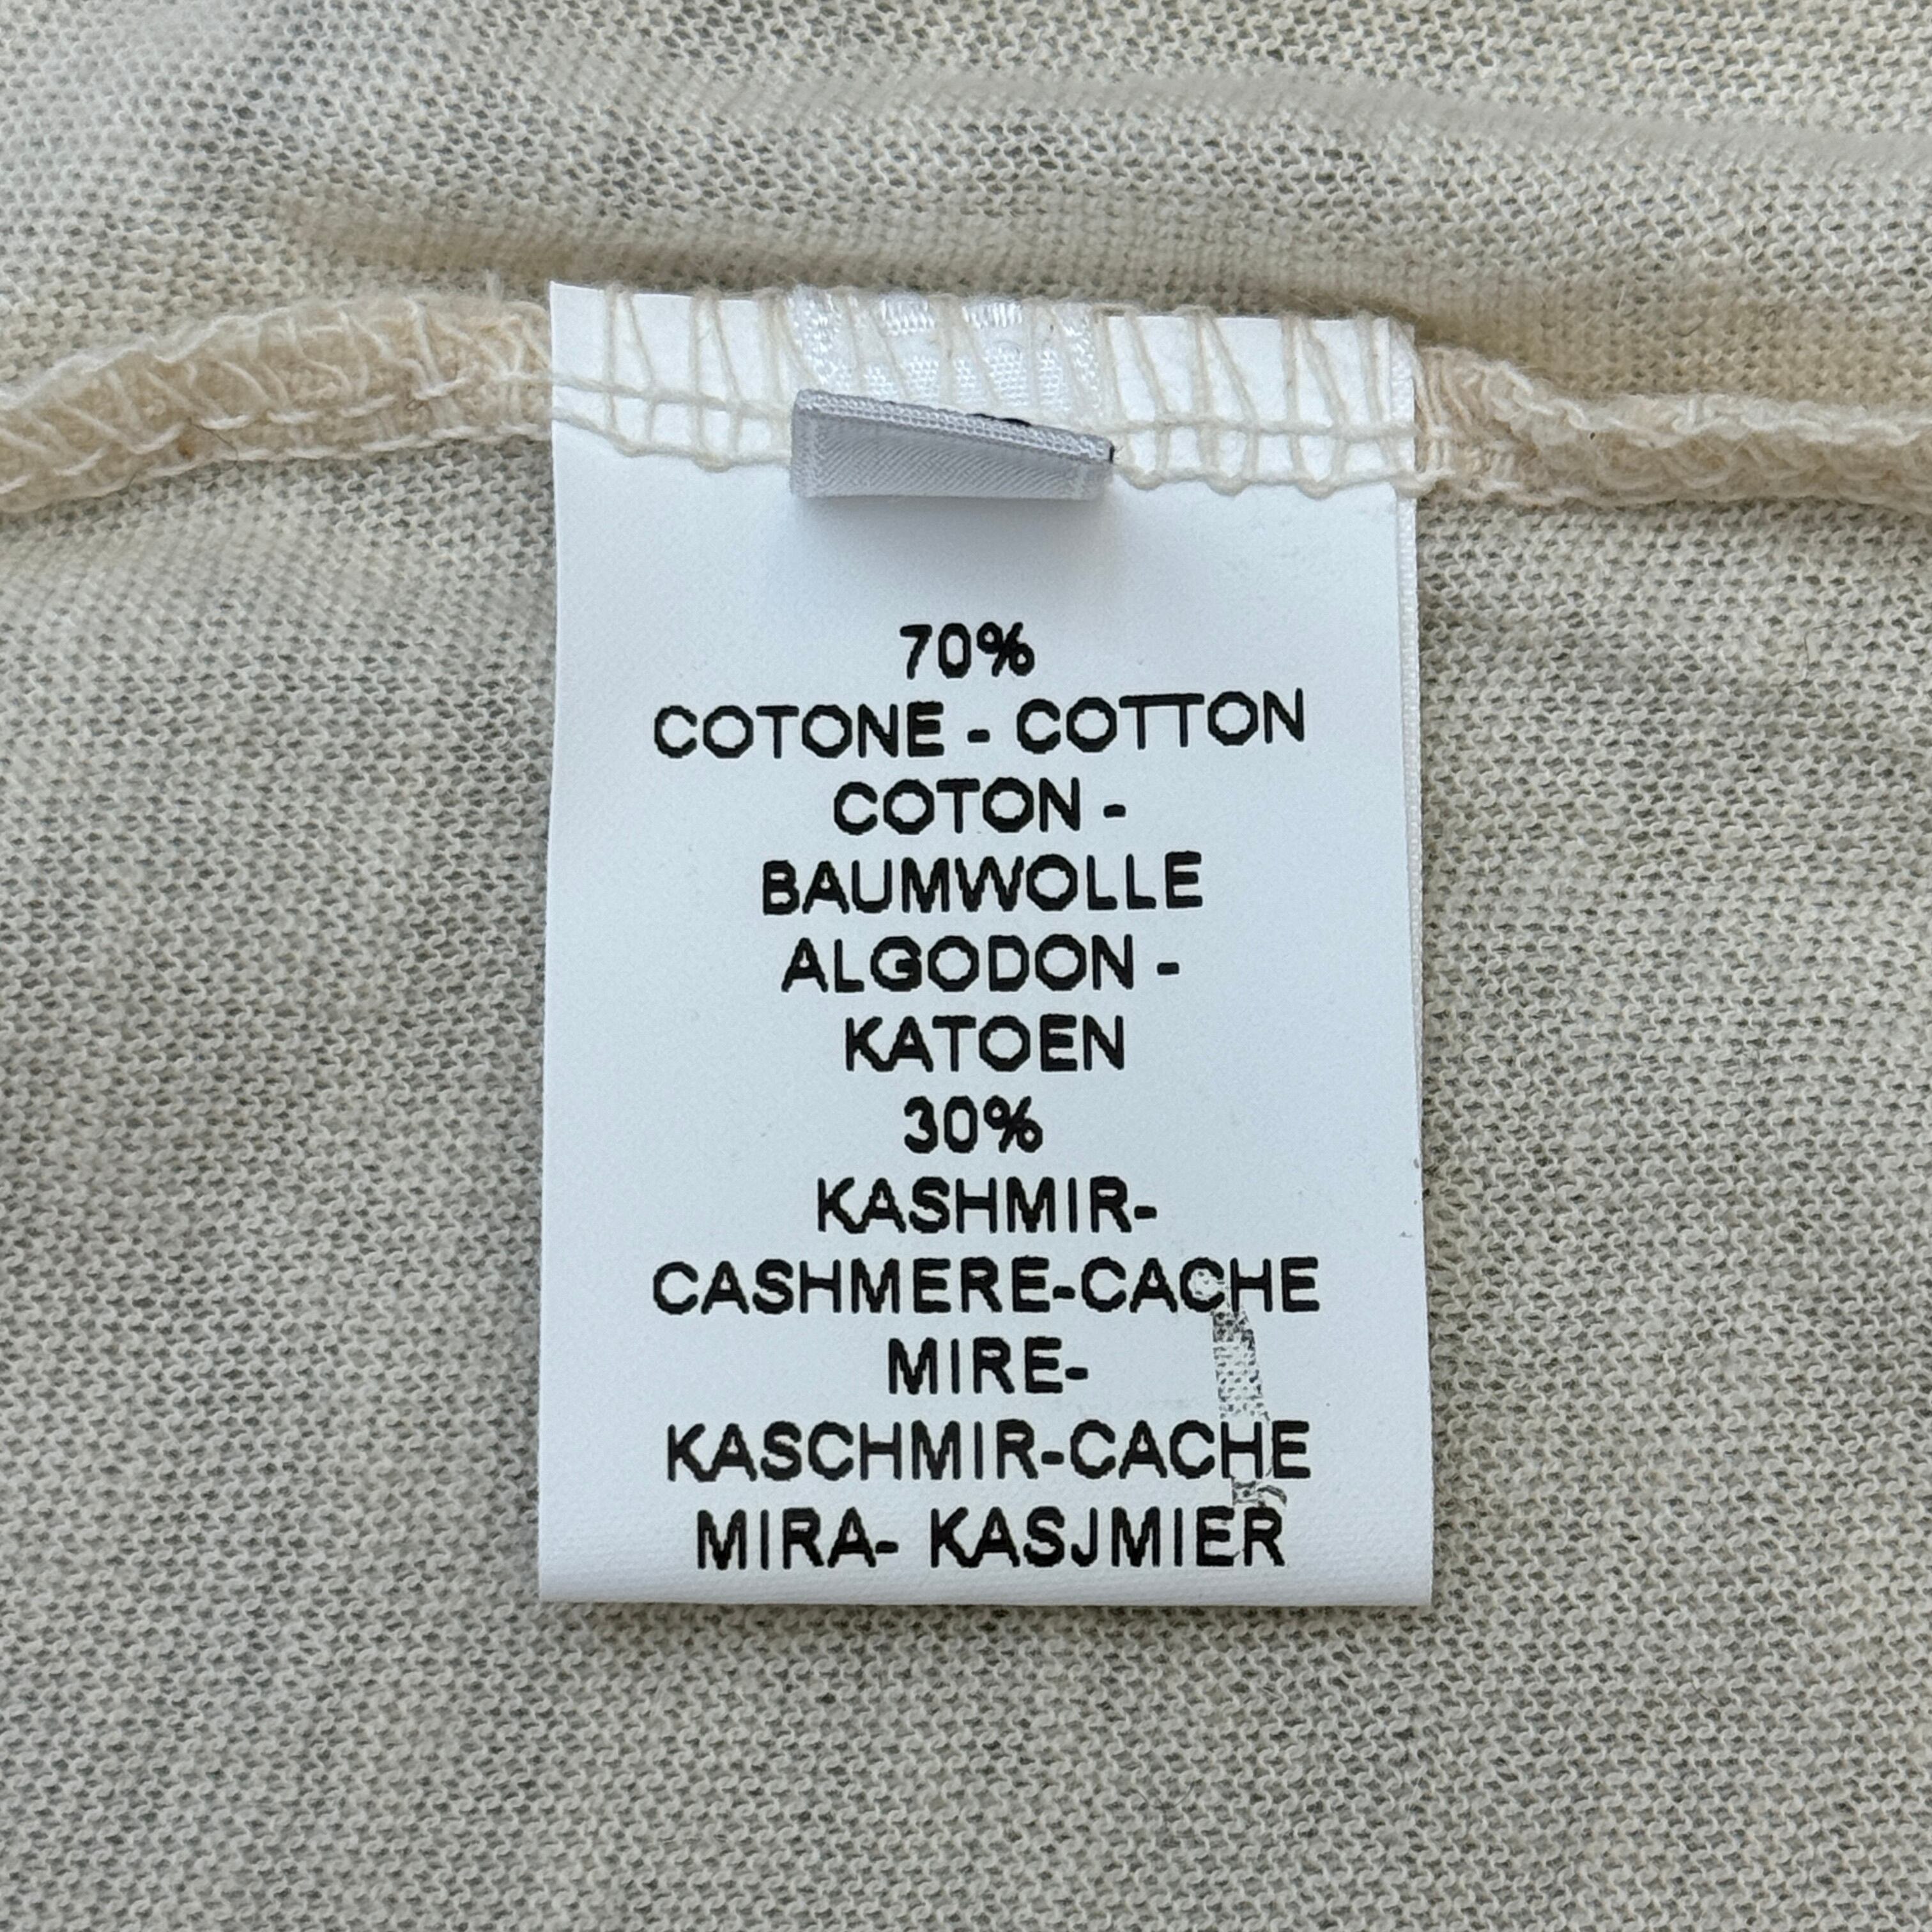 70%
COTONE - COTTON
COTON -
BAUMWOLLE
ALGODON -
KATOEN
30%
KASHMIR-
CASHMERE-CACHE
MIRE-
KASCHMIR-CACHE
MIRA- KASJMIER